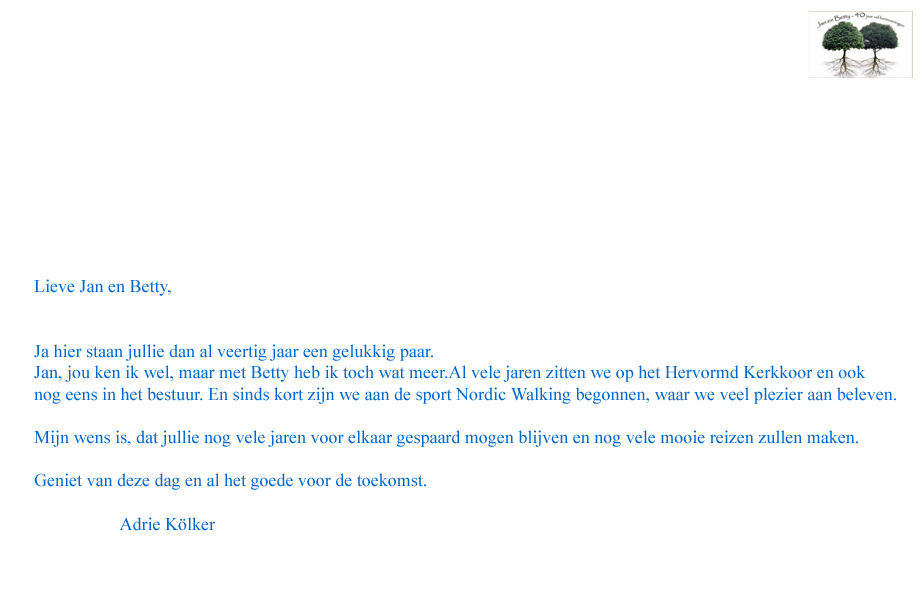 Jan en Betty - 40 jaar
Lieve Jan en Betty,
Ja hier staan jullie dan al veertig jaar een gelukkig paar.
Jan, jou ken ik wel, maar met Betty heb ik toch wat meer.Al vele jaren zitten we op het Hervormd Kerkkoor en ook
nog eens in het bestuur. En sinds kort zijn we aan de sport Nordic Walking begonnen, waar we veel plezier aan beleven.
Mijn wens is, dat jullie nog vele jaren voor elkaar gespaard mogen blijven en nog vele mooie reizen zullen maken.
Geniet van deze dag en al het goede voor de toekomst.
Adrie Kölker